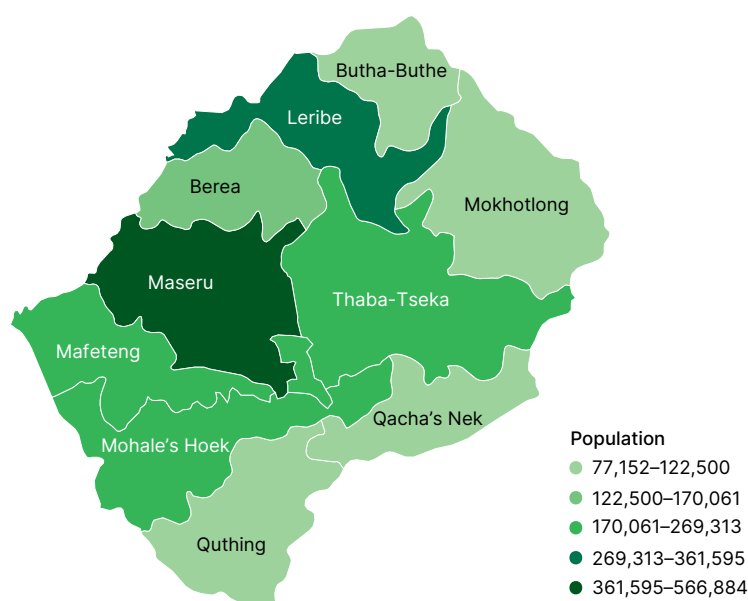 Butha-Buthe
Leribe
Berea
Mokhotlong
Maseru
Thaba-Tseka
Mafeteng
Qacha’s Nek
Mohale’s Hoek
Quthing
Population
77,152–122,500
122,500–170,061
170,061–269,313
269,313–361,595
361,595–566,884